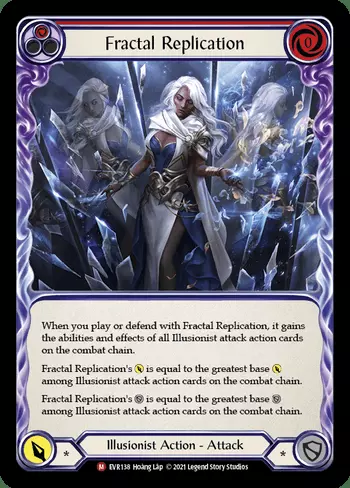 Fractal Replication
0
When you play or defend with Fractal Replication, it gains
the abilities and effects of all Illusionist attack action cards
on the combat chain.
Fractal Replication's is equal to the greatest base
among Illusionist attack action cards on the combat chain.
Fractal Replication's is equal to the greatest base
among Illusionist attack action cards on the combat chain.
* Illusionist Action - Attack *
M EVR138 Hoàng Lập ©2021 Legend Story Studios